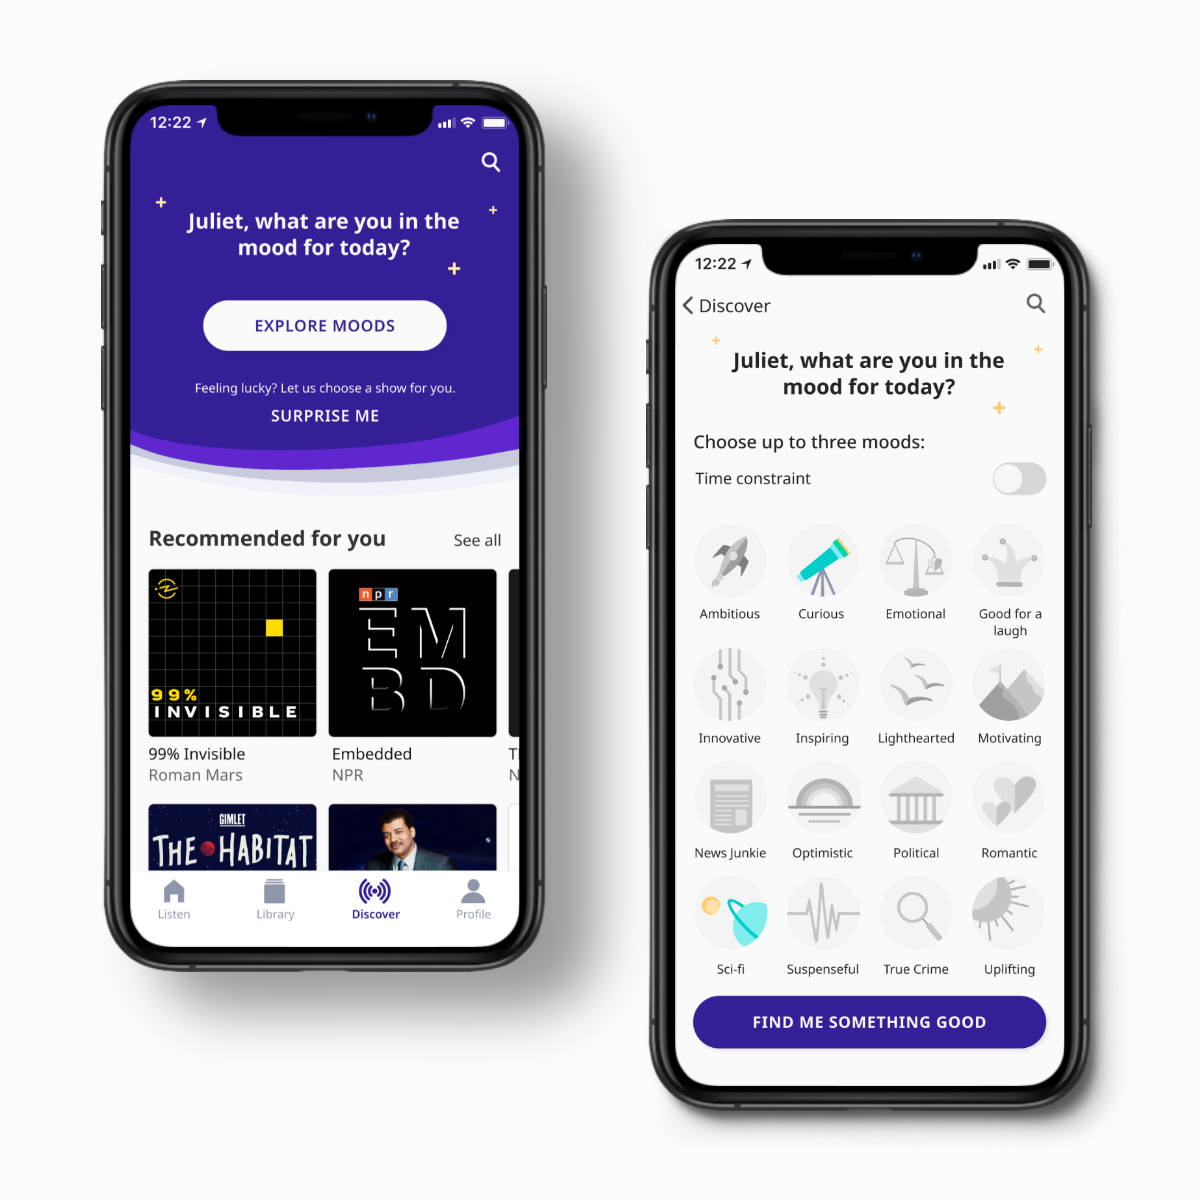 12:22
Juliet, what are you in the
mood for today?
EXPLORE MOODS
Feeling lucky? Let us choose a show for you.
SURPRISE ME
Recommended for you
See all
99%
INVISIBLE
npr
EM
BD
99% Invisible
Roman Mars
Embedded
NPR
GIMLET
THE HABITAT
Listen
Library
Discover
Profile
12:22
Discover
Juliet, what are you in the
mood for today?
Choose up to three moods:
Time constraint
Ambitious
Curious
Emotional
Good for a
laugh
Innovative
Inspiring
Lighthearted
Motivating
News Junkie
Optimistic
Political
Romantic
Sci-fi
Suspenseful
True Crime
Uplifting
FIND ME SOMETHING GOOD